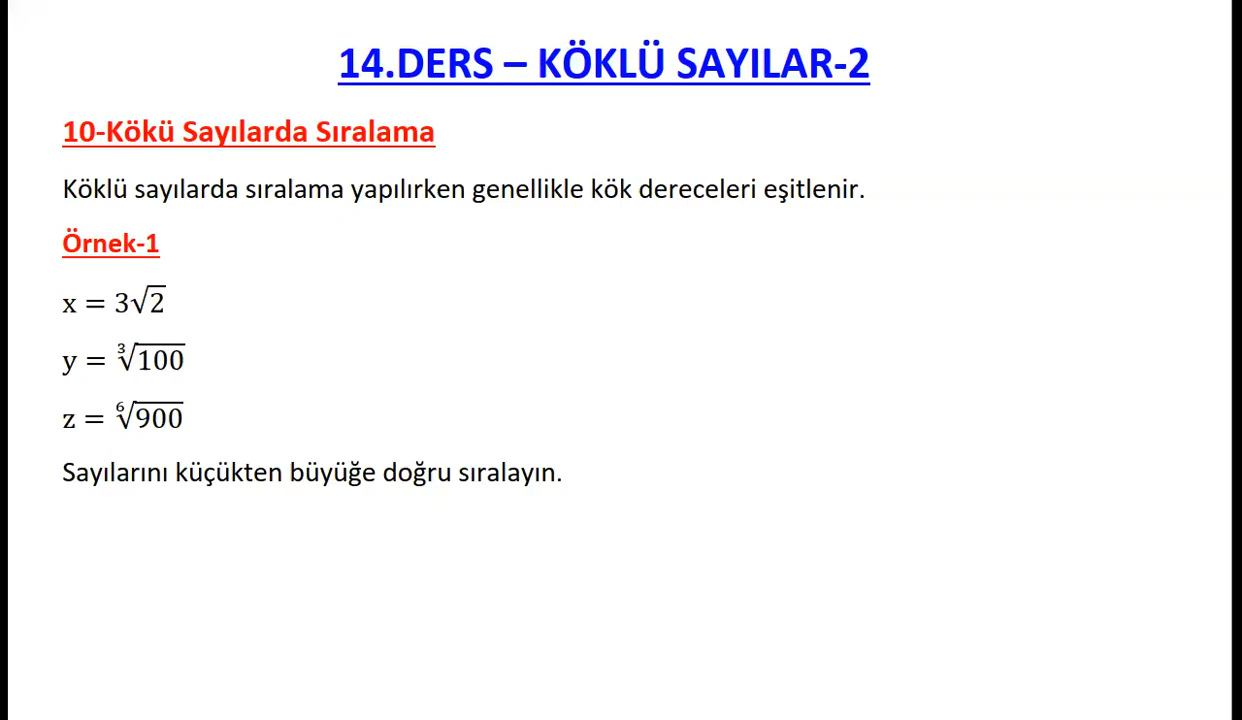 14.DERS – KÖKLÜ SAYILAR-2
10-Kökü Sayılarda Sıralama
Köklü sayılarda sıralama yapılırken genellikle kök dereceleri eşitlenir.
Örnek-1
x = 3√2
y = ∛100
z = ⁶√900
Sayılarını küçükten büyüğe doğru sıralayın.